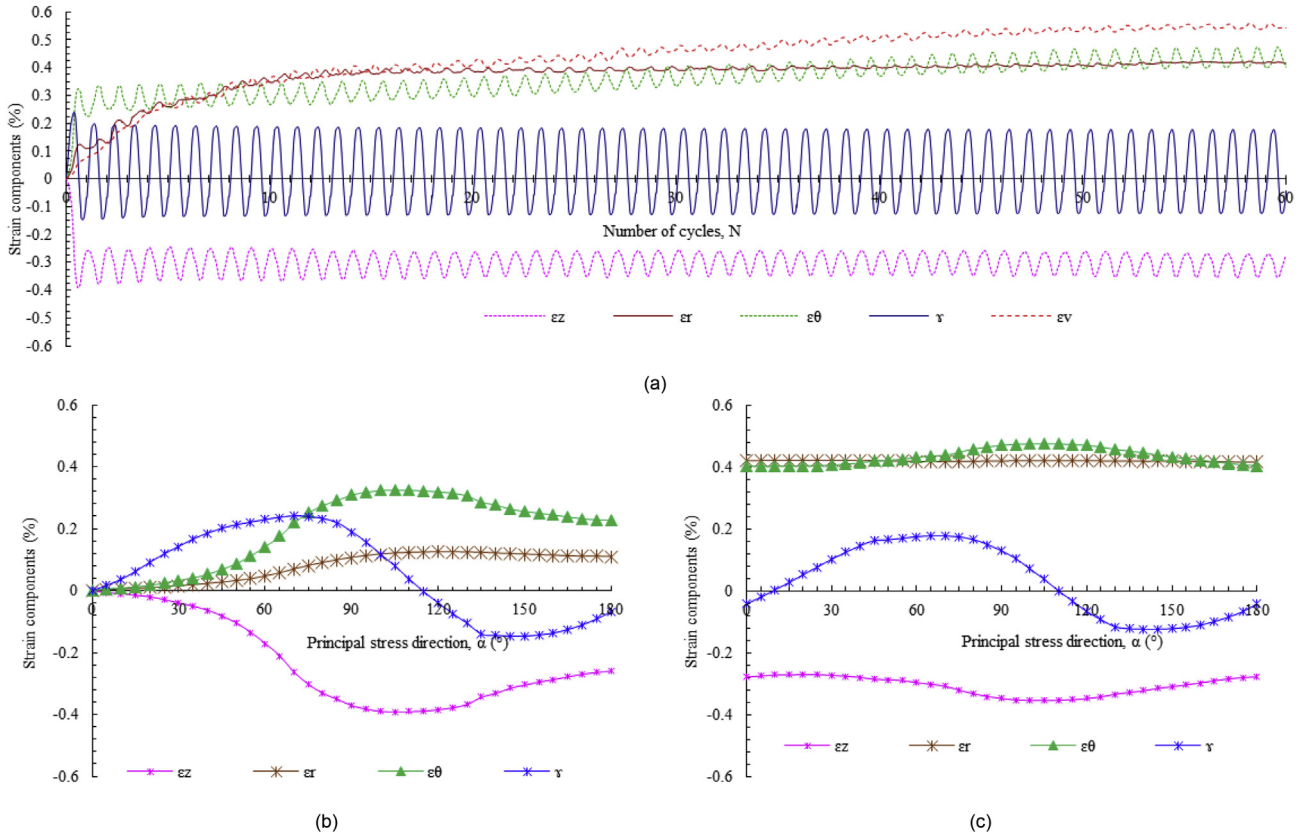 0.6
0.5
0.4
0.3
0.2
0.1
0
-0.1
-0.2
-0.3
-0.4
-0.5
-0.6
Strain components (%)
0 10 20 30 40 50 60
Number of cycles, N
εz εr εθ ɤ εv
(a)
0.6
0.4
0.2
0
-0.2
-0.4
-0.6
Strain components (%)
0 30 60 90 120 150 180
Principal stress direction, α (°)
εz εr εθ ɤ
(b)
0.6
0.4
0.2
0
-0.2
-0.4
-0.6
Strain components (%)
0 30 60 90 120 150 180
Principal stress direction, α (°)
εz εr εθ ɤ
(c)